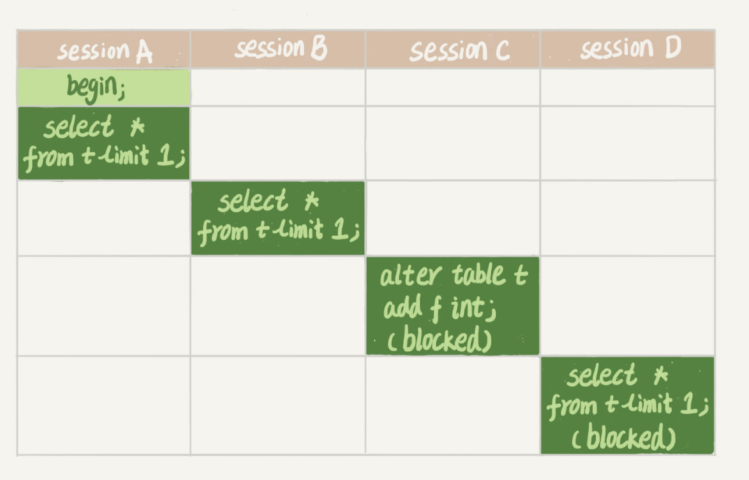 session A
session B
session C
session D
begin;
select *
from t limit 1;
select *
from t limit 1;
alter table t
add f int;
(blocked)
select *
from t limit 1;
(blocked)